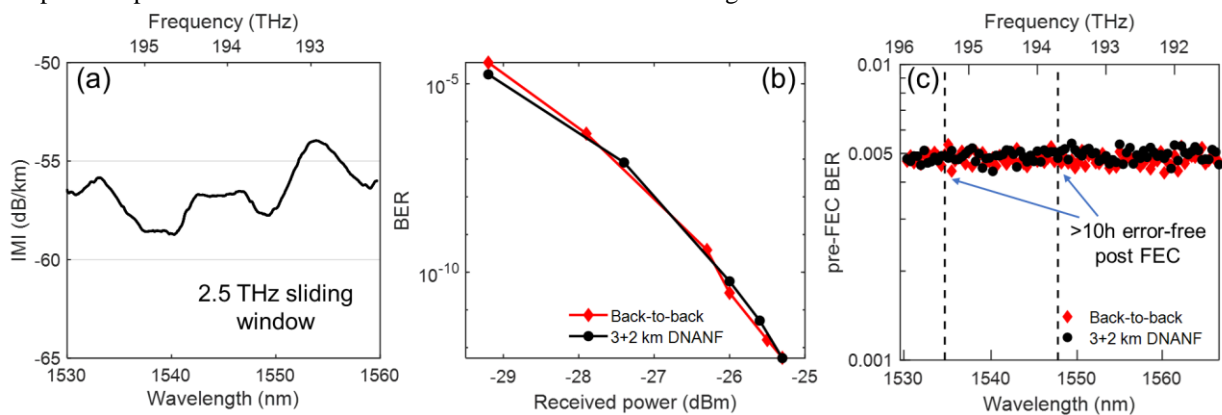 Frequency (THz)
195 194 193
(a)
-50
-55
-60
-65
IMI (dB/km)
2.5 THz sliding
window
1530 1540 1550 1560
Wavelength (nm)
(b)
10-5
10-10
BER
Back-to-back
3+2 km DNANF
-29 -28 -27 -26 -25
Received power (dBm)
Frequency (THz)
196 195 194 193 192
(c)
0.01
0.005
0.001
pre-FEC BER
>10h error-free
post FEC
Back-to-back
3+2 km DNANF
1530 1540 1550 1560
Wavelength (nm)